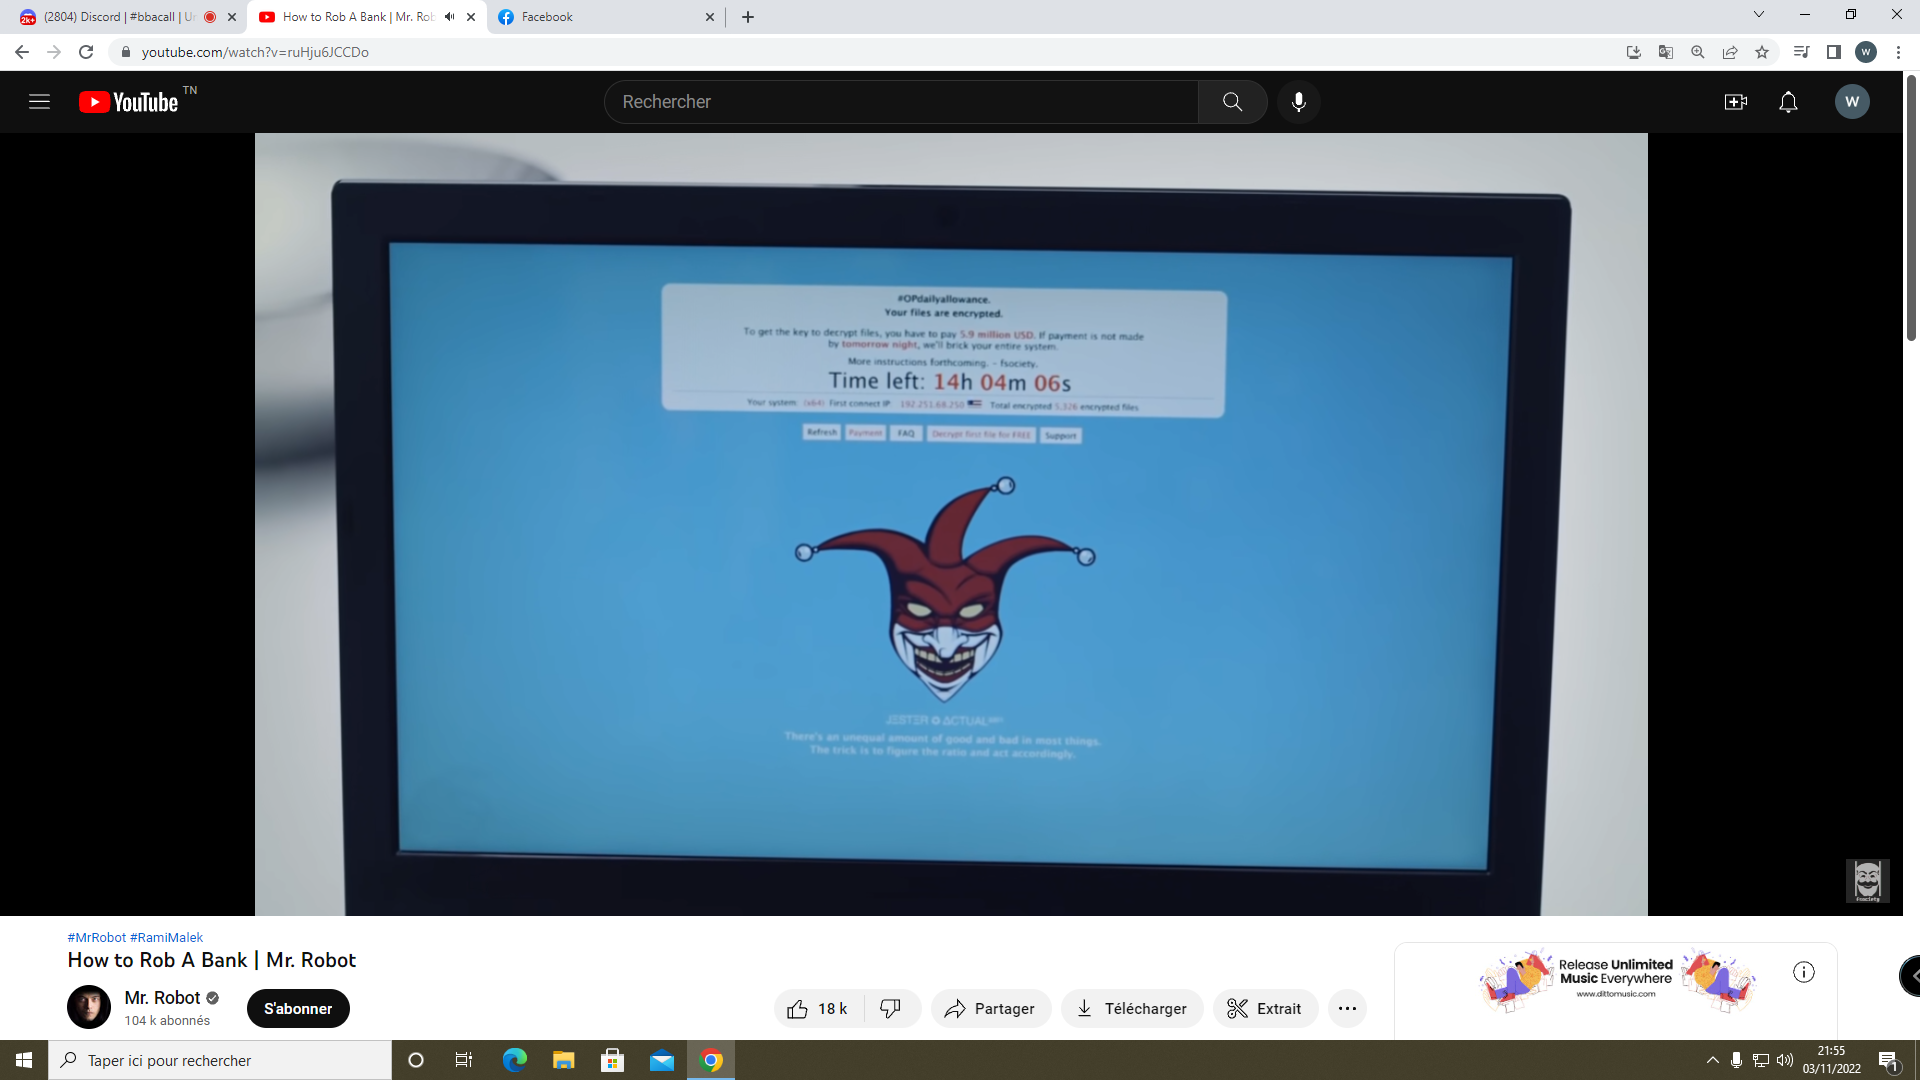 (2804) Discord | #bbacall | Un
How to Rob A Bank | Mr. Rob
Facebook
youtube.com/watch?v=ruHju6JCCDo
W
YouTube TN
Rechercher
W
#OPdailyallowance.
Your files are encrypted.
To get the key to decrypt files, you have to pay 5.9 million USD. If payment is not made
by tomorrow night, we'll brick your entire system.
More instructions forthcoming. - fsociety.
Time left: 14h 04m 06s
Your system: (x64) First connect IP: 192.251.68.250 Total encrypted 5,326 encrypted files
Refresh Payment FAQ Decrypt first file for FREE Support
JΞSTΞR ✪ ΔCTUAL
There's an unequal amount of good and bad in most things.
The trick is to figure the ratio and act accordingly.
fsociety
#MrRobot #RamiMalek
How to Rob A Bank | Mr. Robot
Mr. Robot
104 k abonnés
S'abonner
18 k
Partager
Télécharger
Extrait
Release Unlimited
Music Everywhere
www.dittomusic.com
Taper ici pour rechercher
21:55
03/11/2022
1